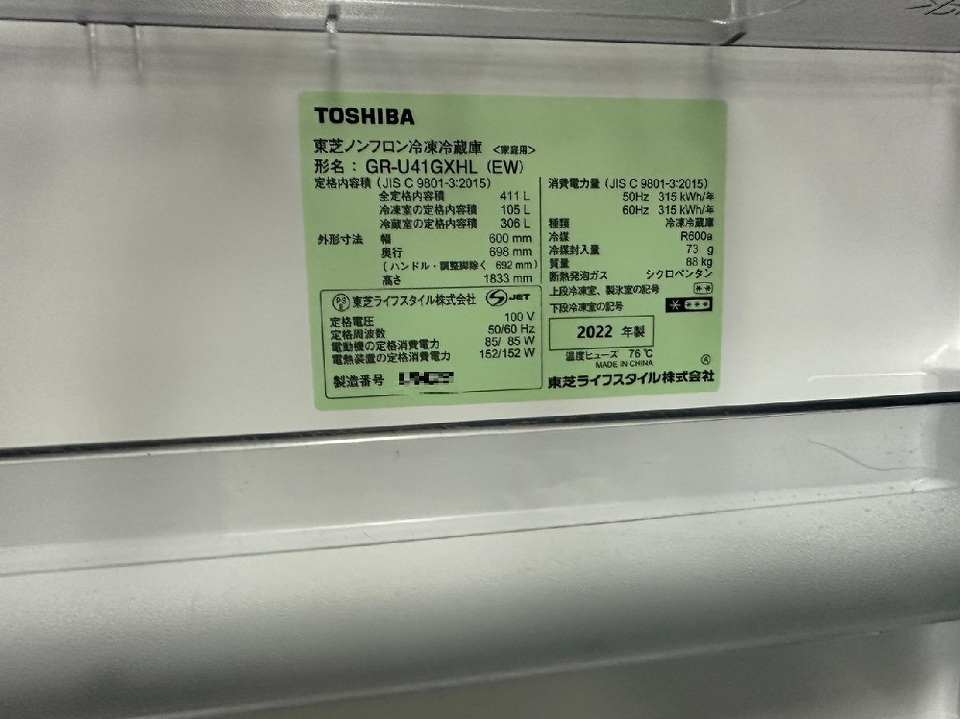 TOSHIBA
東芝ノンフロン冷凍冷蔵庫 <家庭用>
形名: GR-U41GXHL (EW)
定格内容積 (JIS C 9801-3:2015)
全定格内容積 411 L
冷凍室の定格内容積 105 L
冷蔵室の定格内容積 306 L
外形寸法 幅 600 mm
奥行 698 mm
(ハンドル・調整脚除く 692 mm)
高さ 1833 mm
PS E 東芝ライフスタイル株式会社 S JET
定格電圧 100 V
定格周波数 50/60 Hz
電動機の定格消費電力 85/ 85 W
電熱装置の定格消費電力 152/152 W
製造番号
消費電力量 (JIS C 9801-3:2015)
50Hz 315 kWh/年
60Hz 315 kWh/年
種類 冷凍冷蔵庫
冷媒 R600a
冷媒封入量 73 g
質量 88 kg
断熱発泡ガス シクロペンタン
上段冷凍室、製氷室の記号 **
下段冷凍室の記号 ****
2022 年製
温度ヒューズ 76 ℃
MADE IN CHINA
Ⓐ
東芝ライフスタイル株式会社